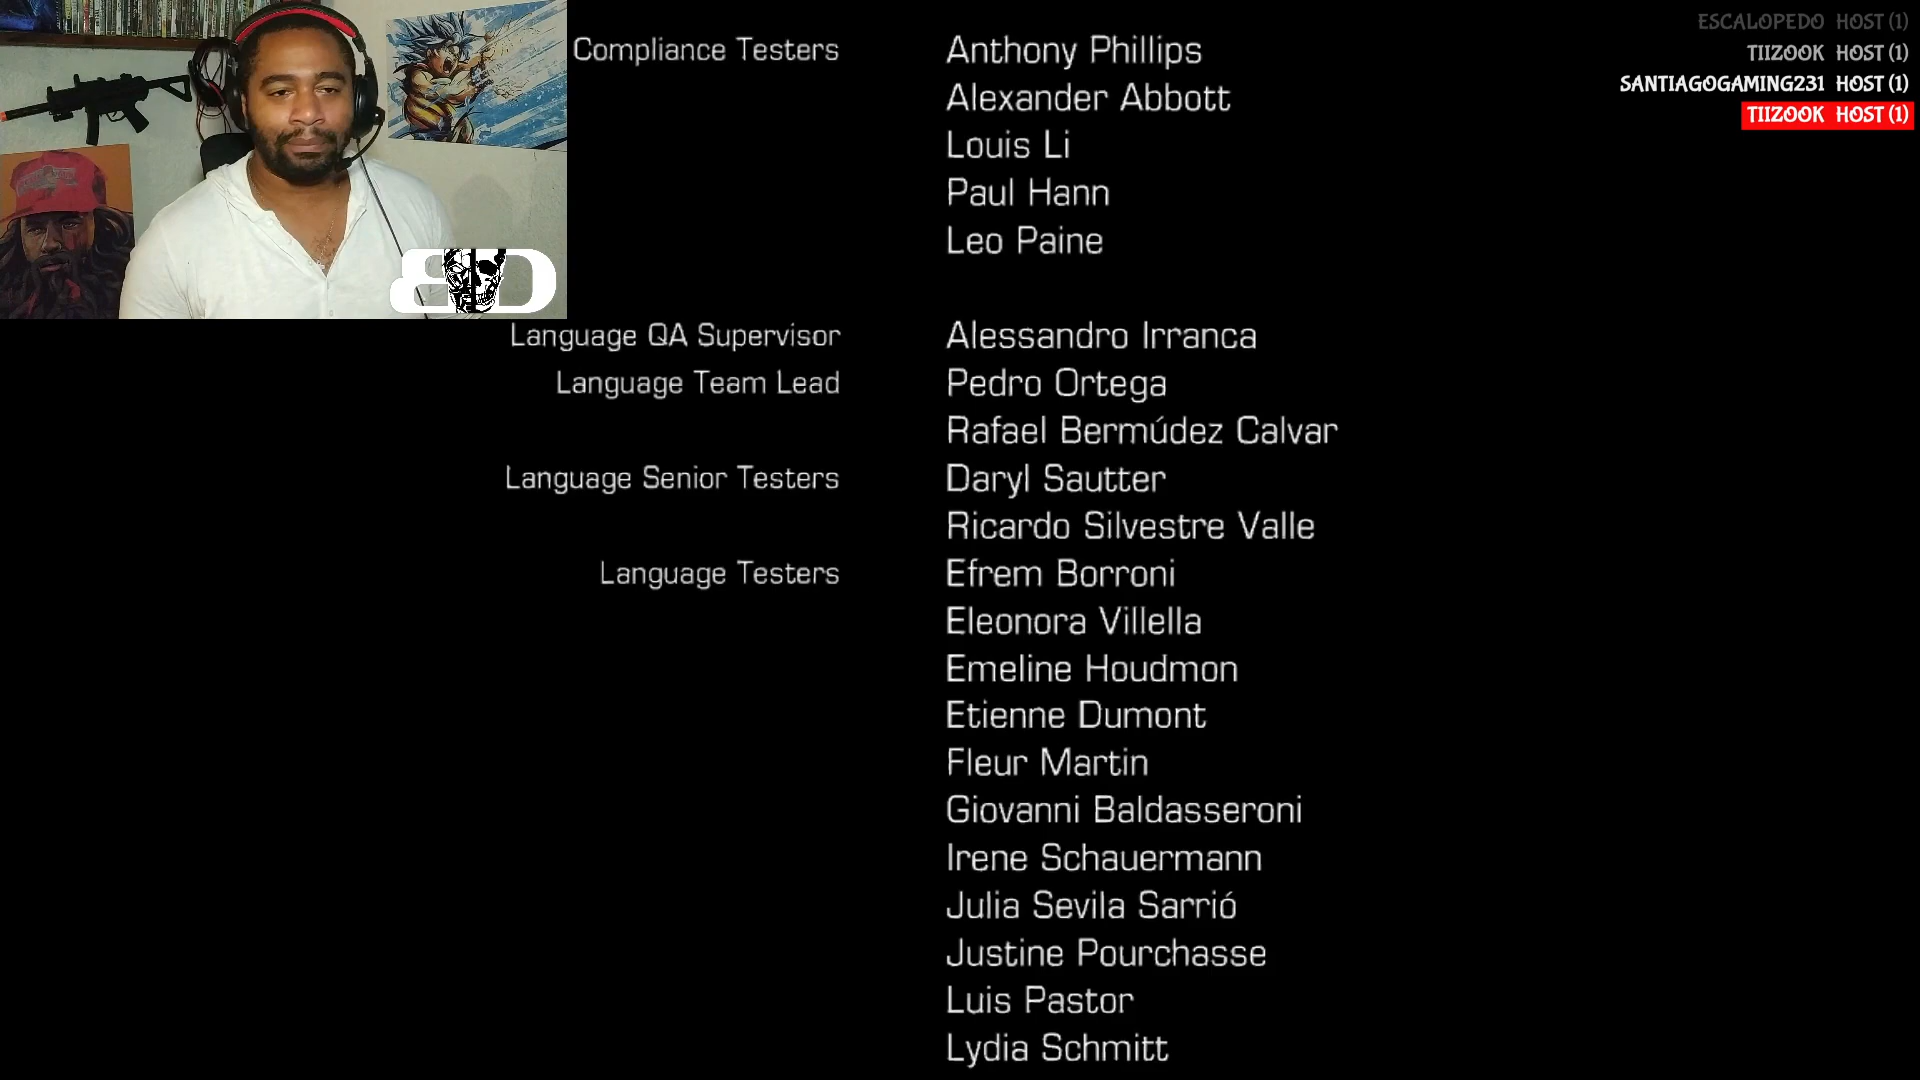 ESCALOPEDO HOST (1)
TIIZOOK HOST (1)
SANTIAGOGAMING231 HOST (1)
TIIZOOK HOST (1)
Compliance Testers Anthony Phillips
Alexander Abbott
Louis Li
Paul Hann
Leo Paine
Language QA Supervisor Alessandro Irranca
Language Team Lead Pedro Ortega
Rafael Bermúdez Calvar
Language Senior Testers Daryl Sautter
Ricardo Silvestre Valle
Language Testers Efrem Borroni
Eleonora Villella
Emeline Houdmon
Etienne Dumont
Fleur Martin
Giovanni Baldasseroni
Irene Schauermann
Julia Sevila Sarrió
Justine Pourchasse
Luis Pastor
Lydia Schmitt